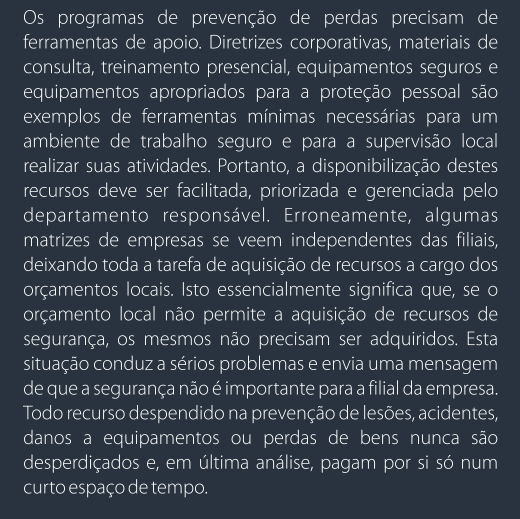 Os programas de prevenção de perdas precisam de
ferramentas de apoio. Diretrizes corporativas, materiais de
consulta, treinamento presencial, equipamentos seguros e
equipamentos apropriados para a proteção pessoal são
exemplos de ferramentas mínimas necessárias para um
ambiente de trabalho seguro e para a supervisão local
realizar suas atividades. Portanto, a disponibilização destes
recursos deve ser facilitada, priorizada e gerenciada pelo
departamento responsável. Erroneamente, algumas
matrizes de empresas se veem independentes das filiais,
deixando toda a tarefa de aquisição de recursos a cargo dos
orçamentos locais. Isto essencialmente significa que, se o
orçamento local não permite a aquisição de recursos de
segurança, os mesmos não precisam ser adquiridos. Esta
situação conduz a sérios problemas e envia uma mensagem
de que a segurança não é importante para a filial da empresa.
Todo recurso despendido na prevenção de lesões, acidentes,
danos a equipamentos ou perdas de bens nunca são
desperdiçados e, em última análise, pagam por si só num
curto espaço de tempo.